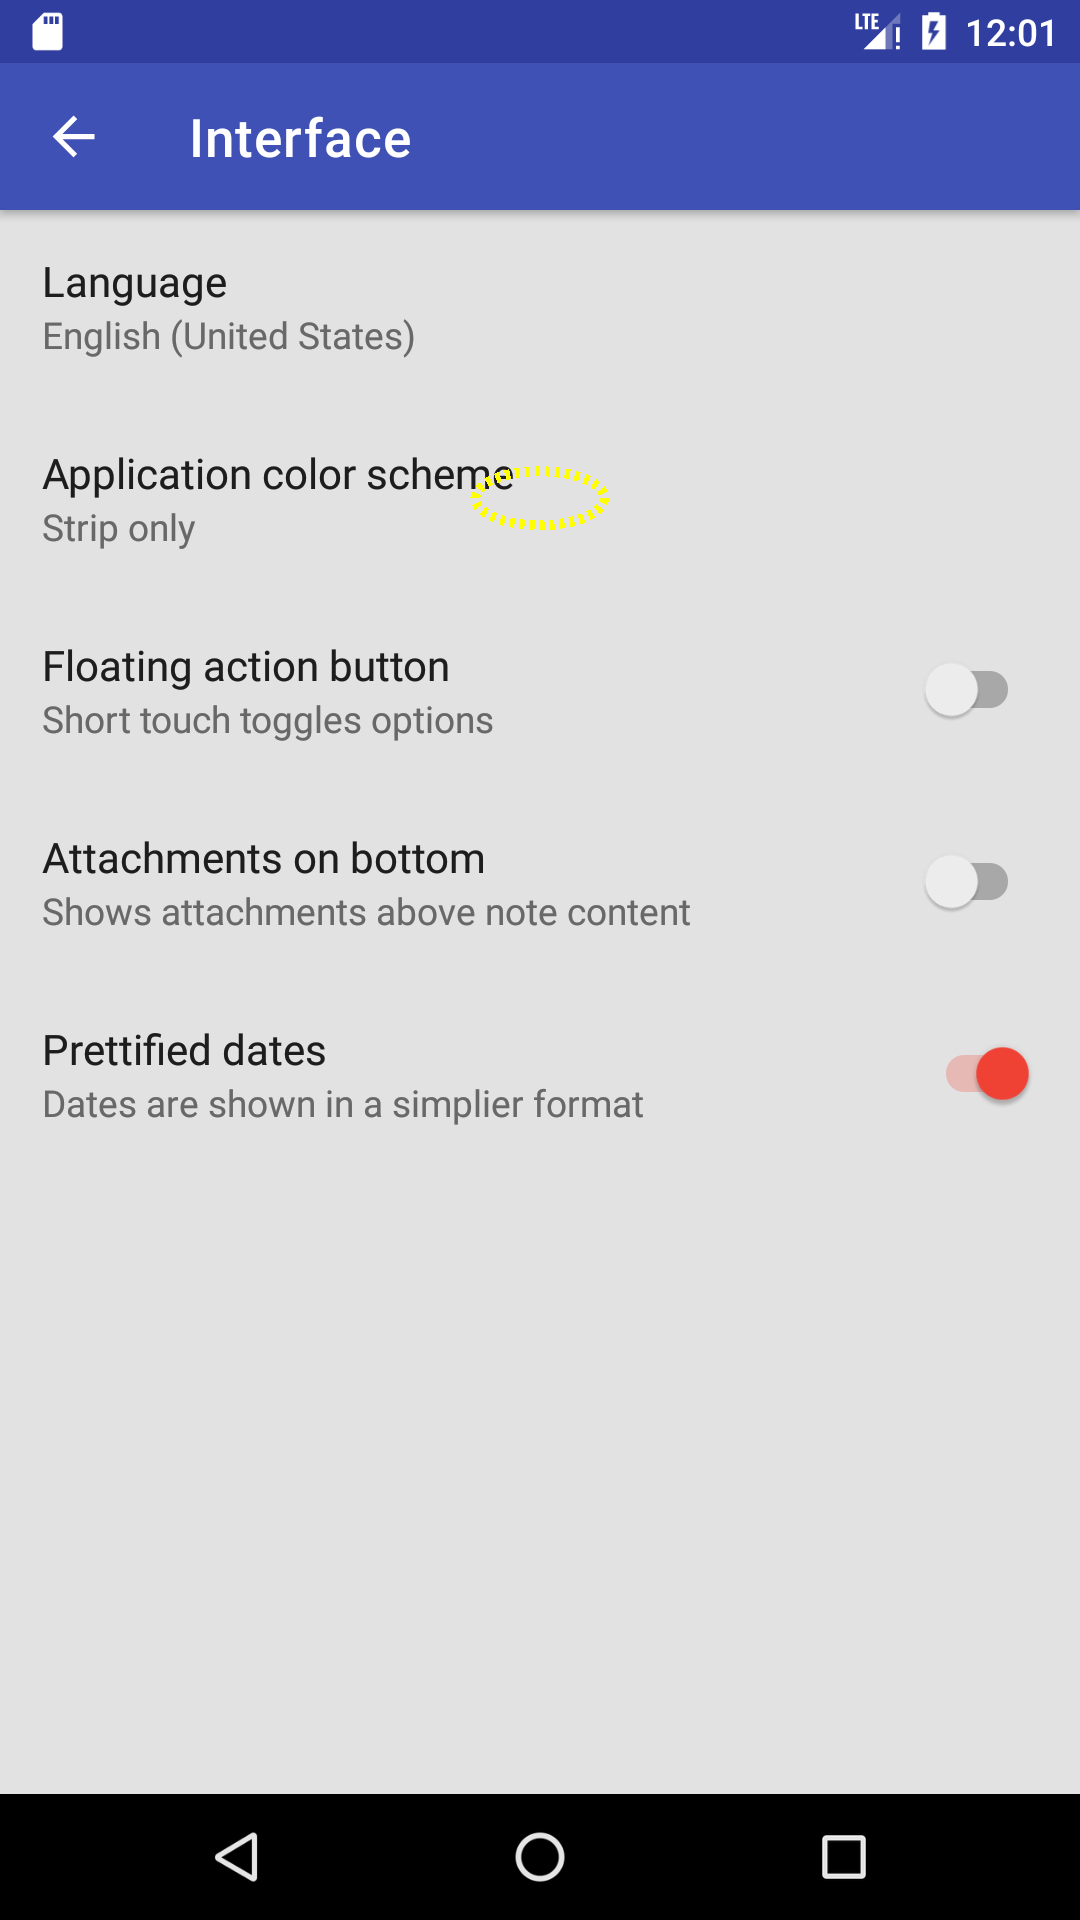 LTE 12:01
Interface
Language
English (United States)
Application color scheme
Strip only
Floating action button
Short touch toggles options
Attachments on bottom
Shows attachments above note content
Prettified dates
Dates are shown in a simplier format